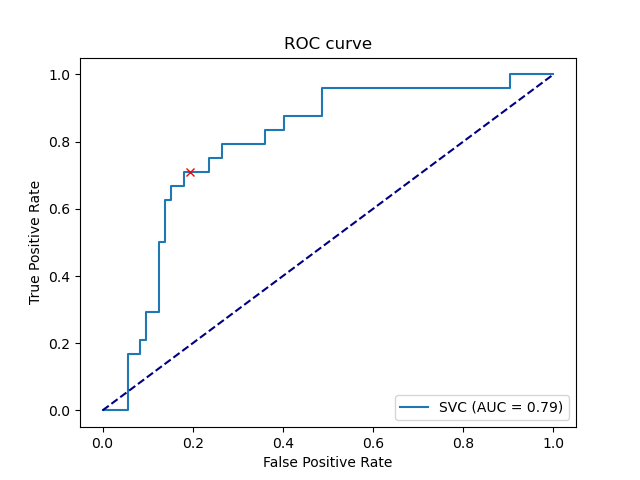 ROC curve
1.0
0.8
0.6
0.4
0.2
0.0
True Positive Rate
0.0 0.2 0.4 0.6 0.8 1.0
False Positive Rate
SVC (AUC = 0.79)